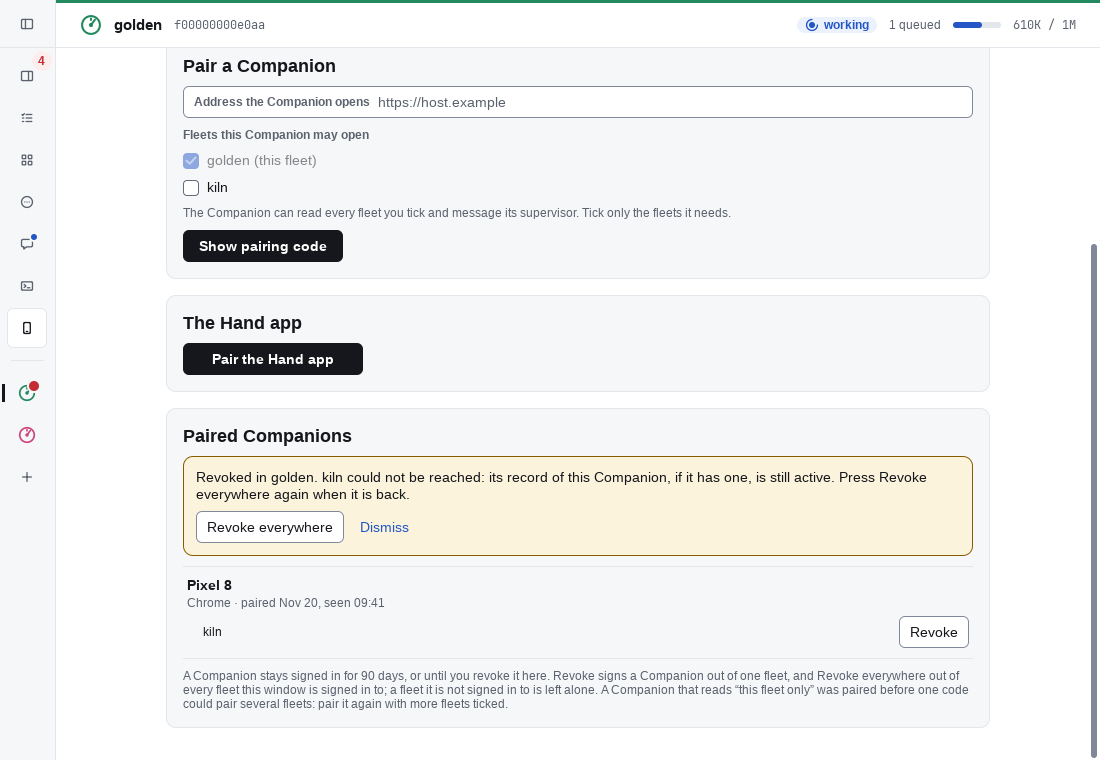 golden f00000000e0aa
working 1 queued 610K / 1M
4
Pair a Companion
Address the Companion opens https://host.example
Fleets this Companion may open
golden (this fleet)
kiln
The Companion can read every fleet you tick and message its supervisor. Tick only the fleets it needs.
Show pairing code
The Hand app
Pair the Hand app
Paired Companions
Revoked in golden. kiln could not be reached: its record of this Companion, if it has one, is still active. Press Revoke
everywhere again when it is back.
Revoke everywhere Dismiss
Pixel 8
Chrome · paired Nov 20, seen 09:41
kiln Revoke
A Companion stays signed in for 90 days, or until you revoke it here. Revoke signs a Companion out of one fleet, and Revoke everywhere out of
every fleet this window is signed in to; a fleet it is not signed in to is left alone. A Companion that reads “this fleet only” was paired before one code
could pair several fleets: pair it again with more fleets ticked.